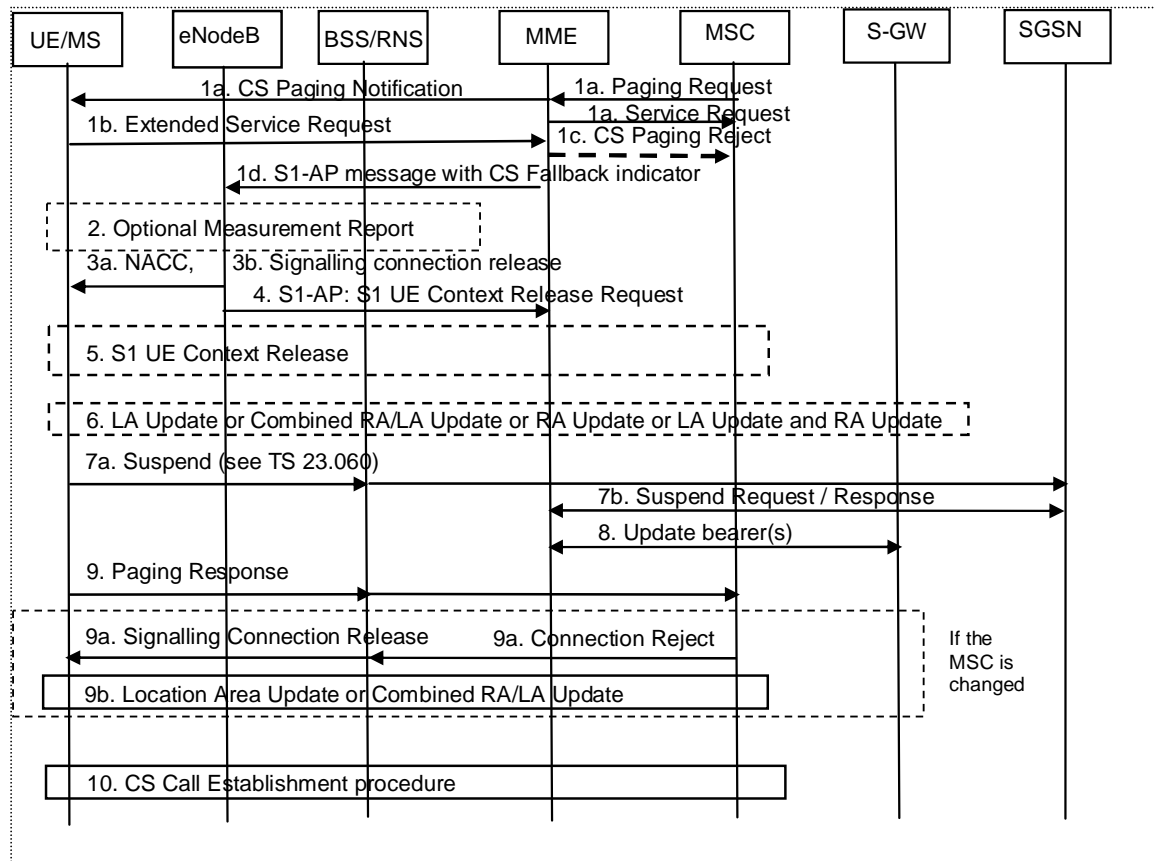 UE/MS
eNodeB
BSS/RNS
MME
MSC
S-GW
SGSN
1a. CS Paging Notification
1a. Paging Request
1a. Service Request
1b. Extended Service Request
1c. CS Paging Reject
1d. S1-AP message with CS Fallback indicator
2. Optional Measurement Report
3a. NACC,
3b. Signalling connection release
4. S1-AP: S1 UE Context Release Request
5. S1 UE Context Release
6. LA Update or Combined RA/LA Update or RA Update or LA Update and RA Update
7a. Suspend (see TS 23.060)
7b. Suspend Request / Response
8. Update bearer(s)
9. Paging Response
9a. Signalling Connection Release
9a. Connection Reject
If the
MSC is
changed
9b. Location Area Update or Combined RA/LA Update
10. CS Call Establishment procedure